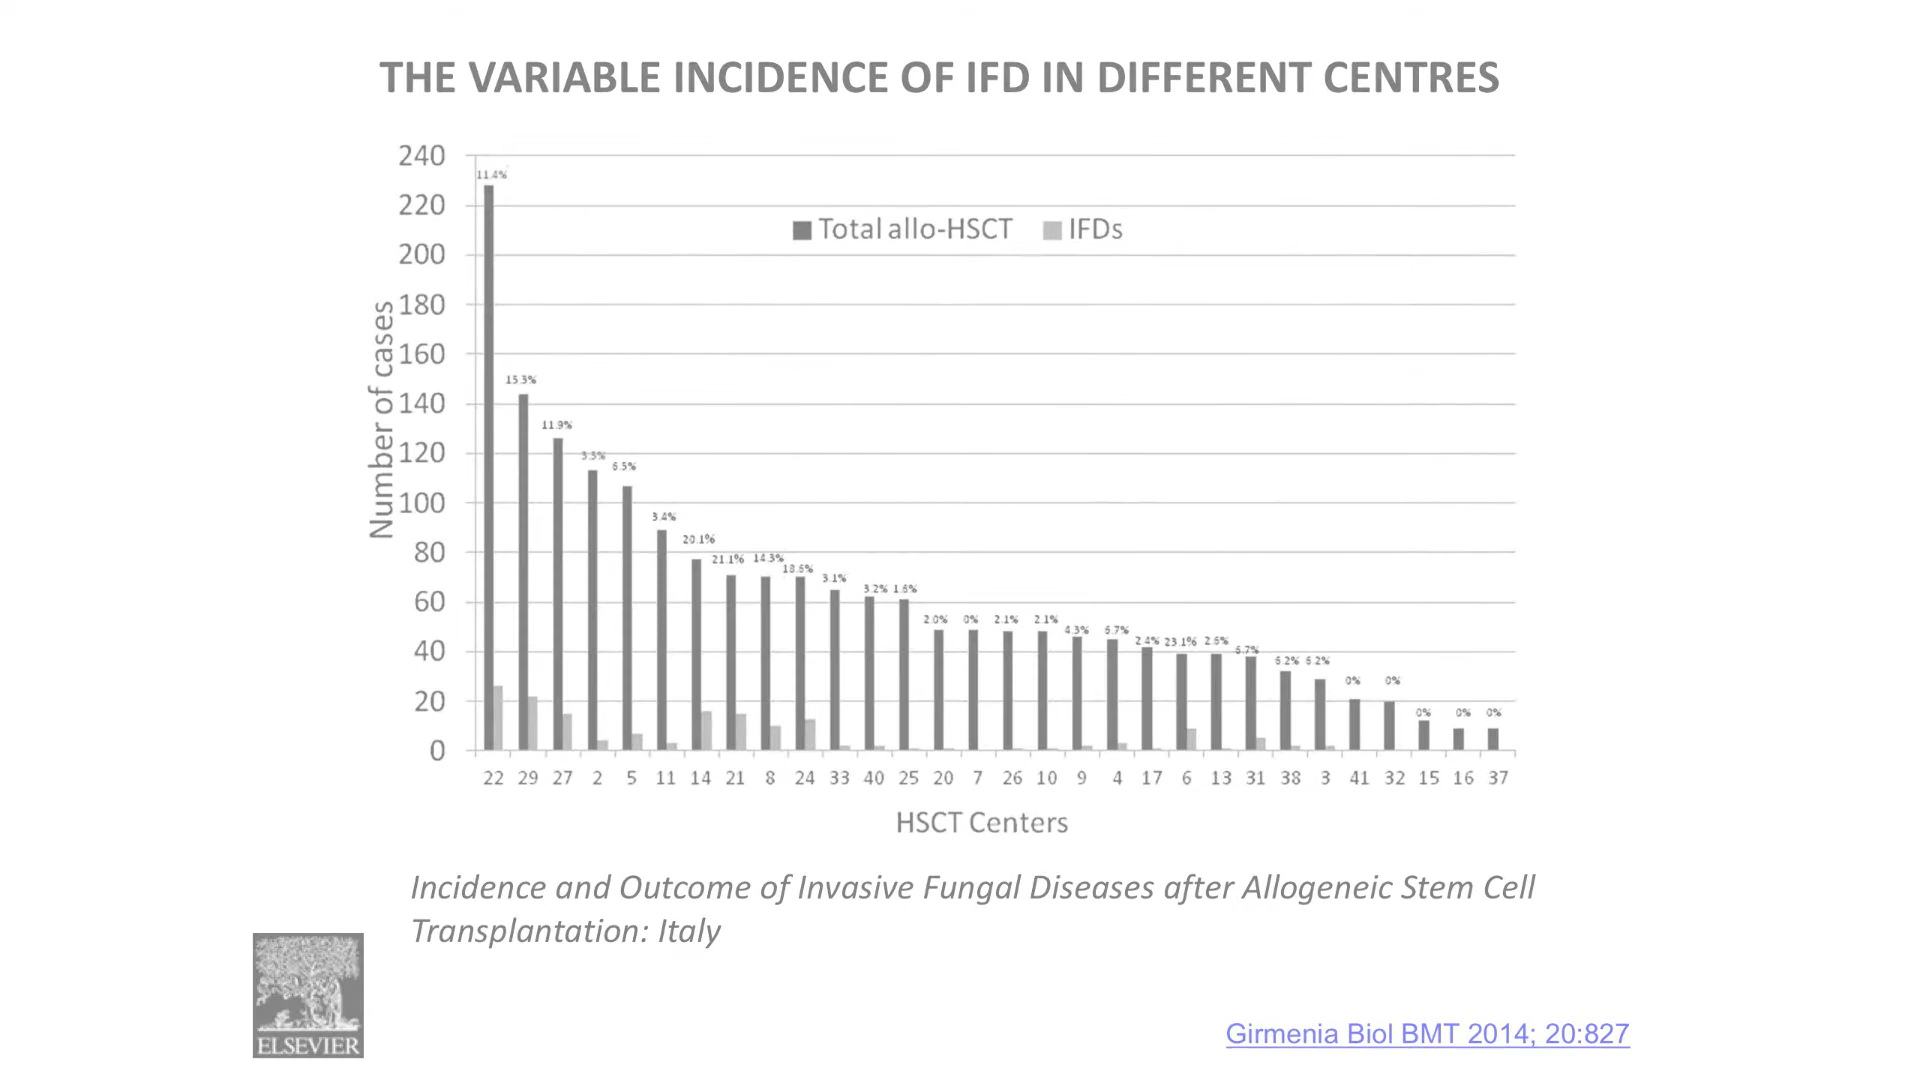 THE VARIABLE INCIDENCE OF IFD IN DIFFERENT CENTRES
240
220
200
180
160
140
120
100
80
60
40
20
0
Number of cases
Total allo-HSCT IFDs
11.4%
15.3%
11.9%
3.5%
6.5%
3.4%
20.1%
21.1% 14.3%
18.6%
3.1%
3.2% 1.6%
2.0% 0% 2.1% 2.1%
4.3% 6.7%
2.4% 23.1% 2.6%
6.2% 6.2%
0% 0%
0% 0% 0%
22 29 27 2 5 11 14 21 8 24 33 40 25 20 7 26 10 9 4 17 6 13 31 38 3 41 32 15 16 37
HSCT Centers
Incidence and Outcome of Invasive Fungal Diseases after Allogeneic Stem Cell
Transplantation: Italy
ELSEVIER
Girmenia Biol BMT 2014; 20:827